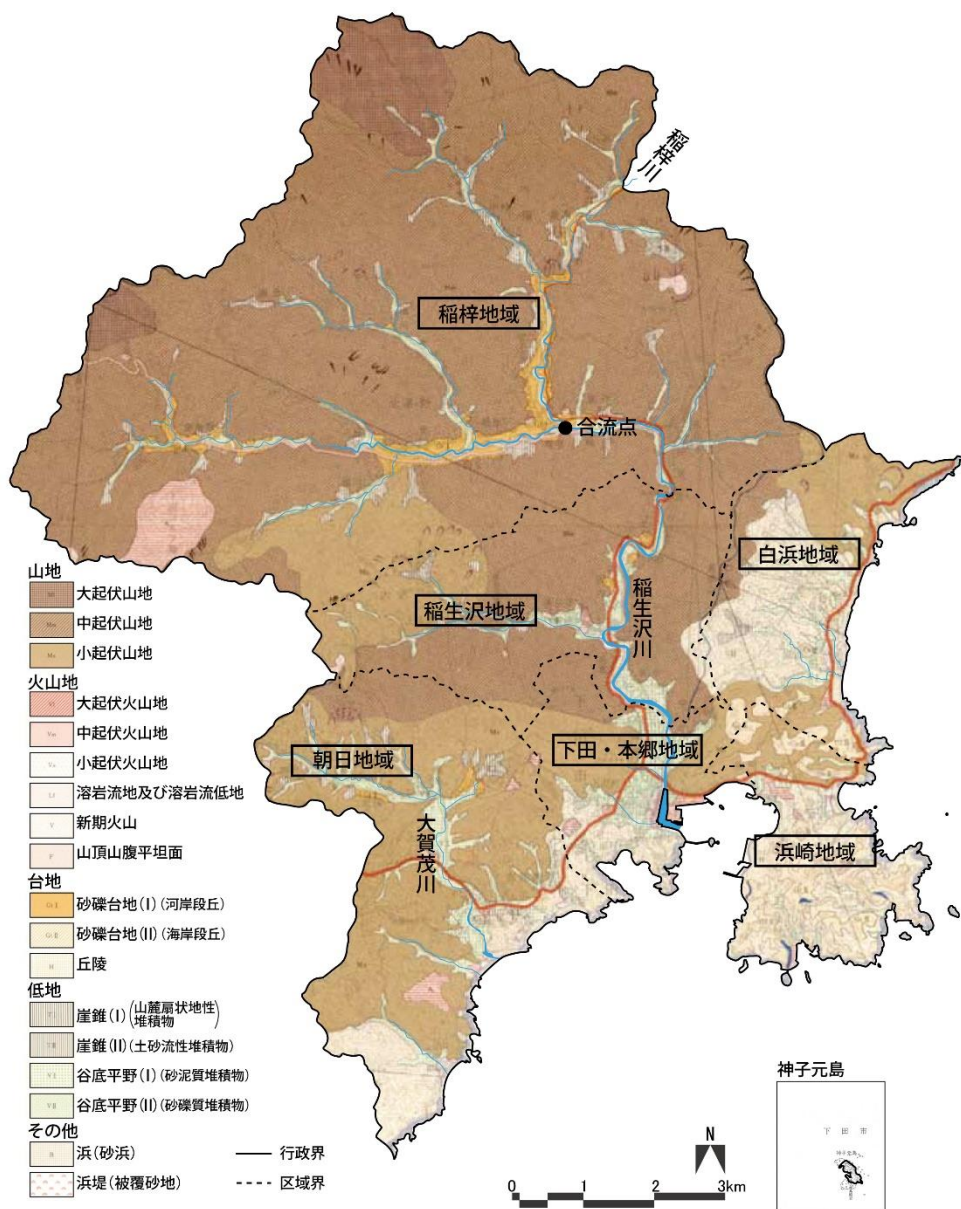 稲梓川
稲梓地域
合流点
白浜地域
稲生沢地域
稲生沢川
下田・本郷地域
朝日地域
大賀茂川
浜崎地域
山地
大起伏山地
中起伏山地
小起伏山地
火山地
大起伏火山地
中起伏火山地
小起伏火山地
溶岩流地及び溶岩流低地
新期火山
山頂山腹平坦面
台地
砂礫台地(Ⅰ)(河岸段丘)
砂礫台地(Ⅱ)(海岸段丘)
丘陵
低地
崖錐(Ⅰ)(山麓扇状地性堆積物)
崖錐(Ⅱ)(土砂流性堆積物)
谷底平野(Ⅰ)(砂泥質堆積物)
谷底平野(Ⅱ)(砂礫質堆積物)
その他
浜(砂浜)
浜堤(被覆砂地)
行政界
区域界
N
0 1 2 3km
神子元島
下田市